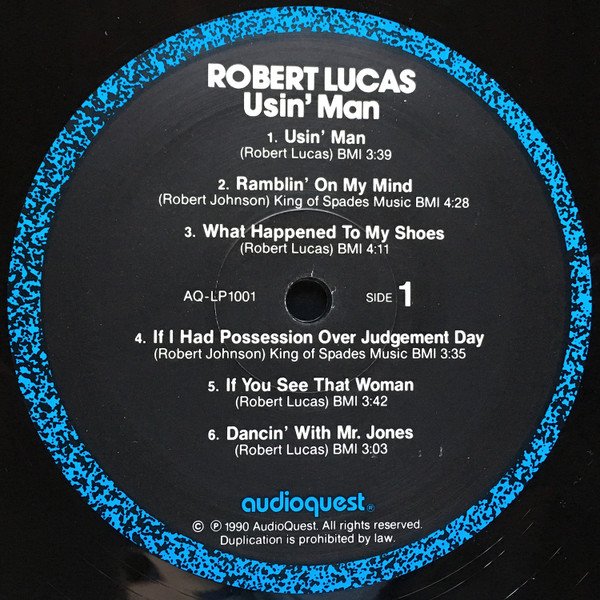 ROBERT LUCAS
Usin' Man
1. Usin' Man
(Robert Lucas) BMI 3:39
2. Ramblin' On My Mind
(Robert Johnson) King of Spades Music BMI 4:28
3. What Happened To My Shoes
(Robert Lucas) BMI 4:11
AQ-LP1001 SIDE 1
4. If I Had Possession Over Judgement Day
(Robert Johnson) King of Spades Music BMI 3:35
5. If You See That Woman
(Robert Lucas) BMI 3:42
6. Dancin' With Mr. Jones
(Robert Lucas) BMI 3:03
audioquest®
© ℗ 1990 AudioQuest. All rights reserved.
Duplication is prohibited by law.